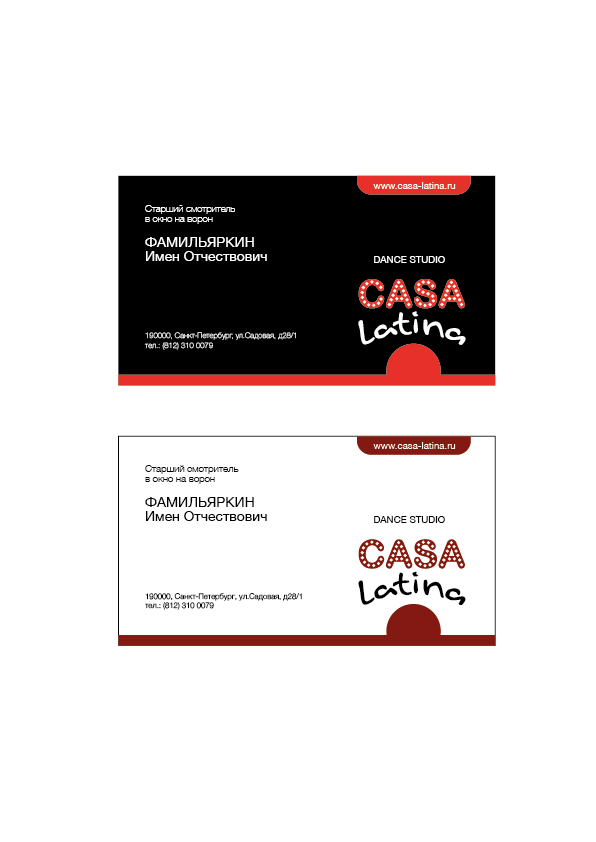 www.casa-latina.ru
Старший смотритель
в окно на ворон
ФАМИЛЬЯРКИН
Имен Отчествович
DANCE STUDIO
CASA
Latina
190000, Санкт-Петербург, ул.Садовая, д28/1
тел.: (812) 310 0079
www.casa-latina.ru
Старший смотритель
в окно на ворон
ФАМИЛЬЯРКИН
Имен Отчествович
DANCE STUDIO
CASA
Latina
190000, Санкт-Петербург, ул.Садовая, д28/1
тел.: (812) 310 0079